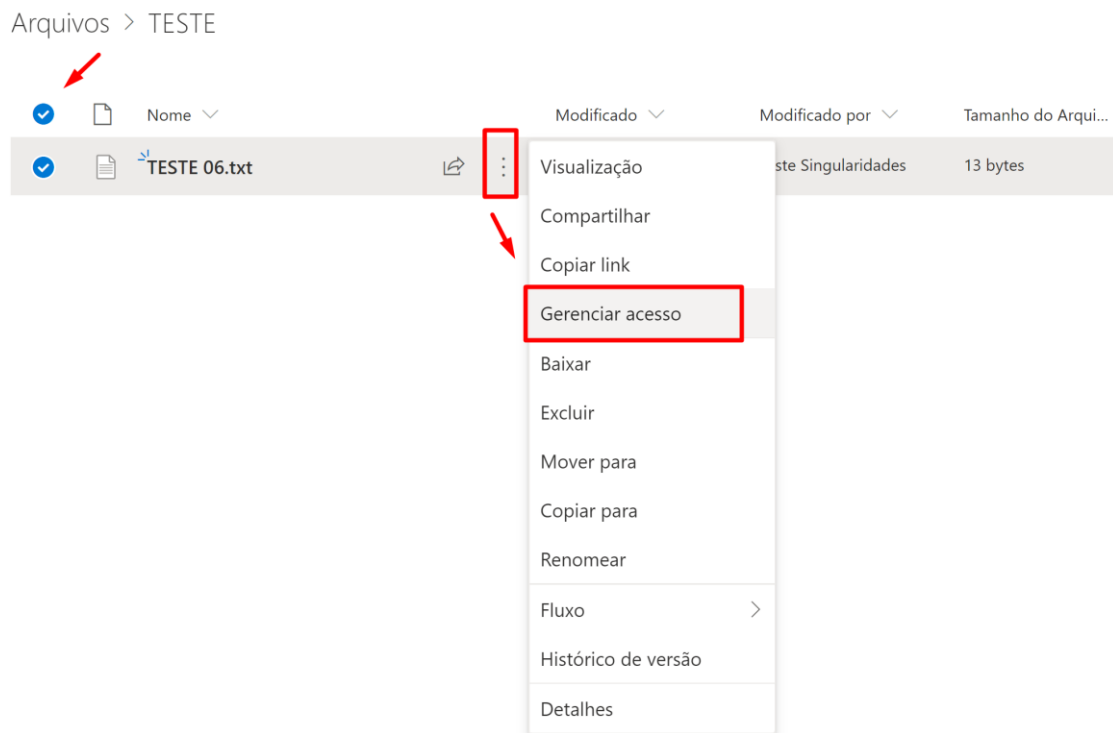 Arquivos > TESTE
Nome Modificado Modificado por Tamanho do Arqui...
TESTE 06.txt ste Singularidades 13 bytes
Visualização
Compartilhar
Copiar link
Gerenciar acesso
Baixar
Excluir
Mover para
Copiar para
Renomear
Fluxo
Histórico de versão
Detalhes